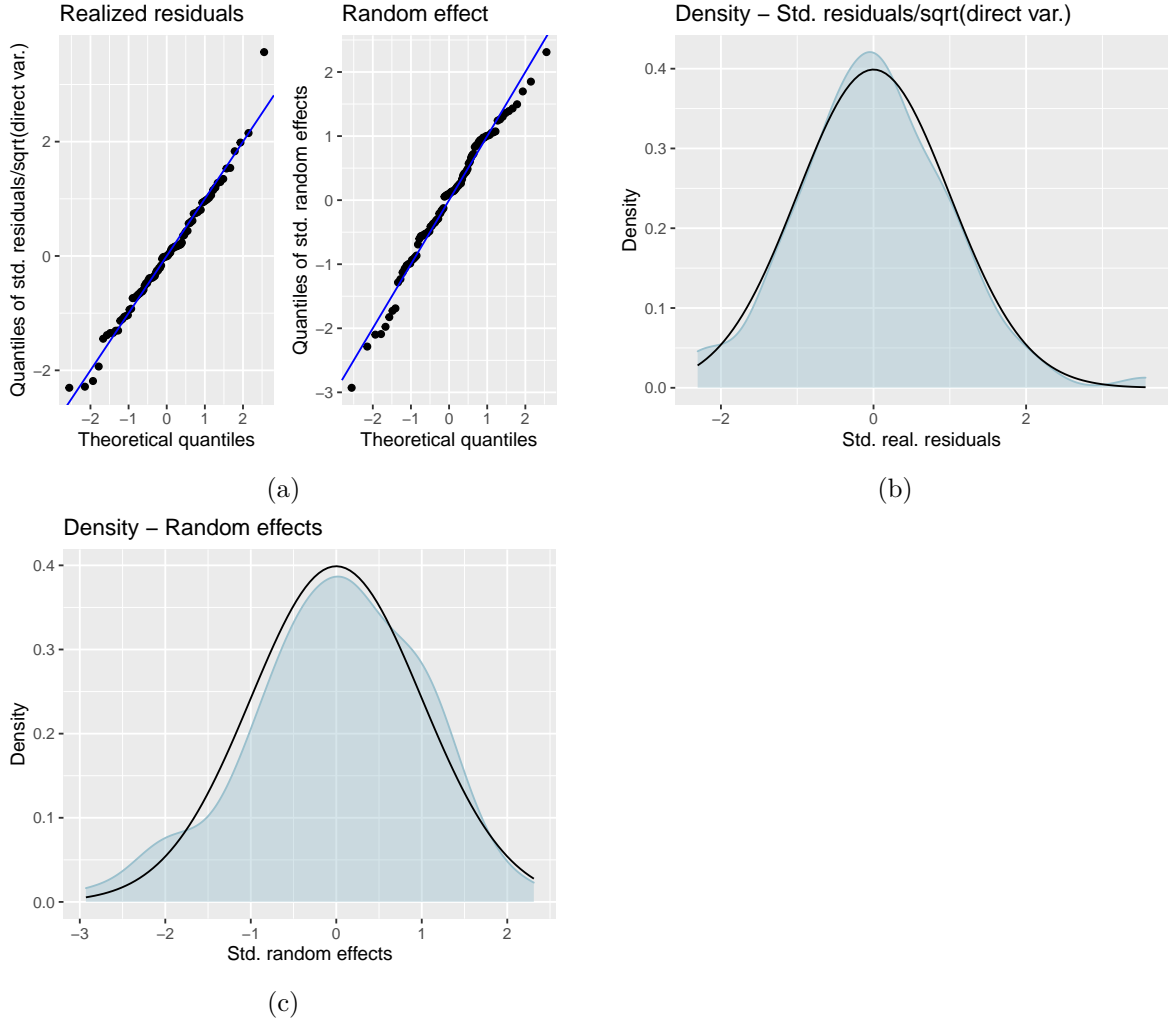 Realized residuals
Quantiles of std. residuals/sqrt(direct var.)
2
0
−2
−2 −1 0 1 2
Theoretical quantiles
Random effect
Quantiles of std. random effects
2
1
0
−1
−2
−3
−2 −1 0 1 2
Theoretical quantiles
(a)
Density − Std. residuals/sqrt(direct var.)
Density
0.4
0.3
0.2
0.1
0.0
−2 0 2
Std. real. residuals
(b)
Density − Random effects
Density
0.4
0.3
0.2
0.1
0.0
−3 −2 −1 0 1 2
Std. random effects
(c)